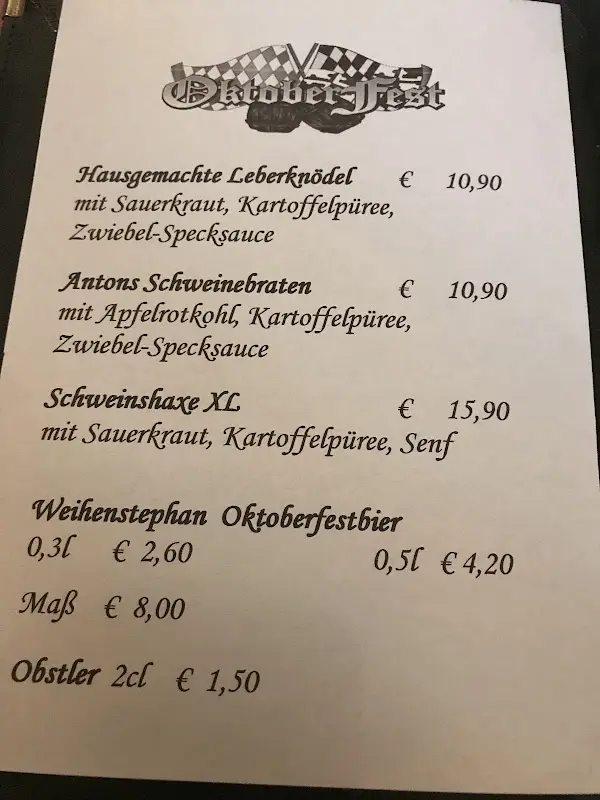 Oktober Fest
Hausgemachte Leberknödel € 10,90
mit Sauerkraut, Kartoffelpüree,
Zwiebel-Specksauce
Antons Schweinebraten € 10,90
mit Apfelrotkohl, Kartoffelpüree,
Zwiebel-Specksauce
Schweinshaxe XL € 15,90
mit Sauerkraut, Kartoffelpüree, Senf
Weihenstephan Oktoberfestbier
0,3l € 2,60 0,5l € 4,20
Maß € 8,00
Obstler 2cl € 1,50